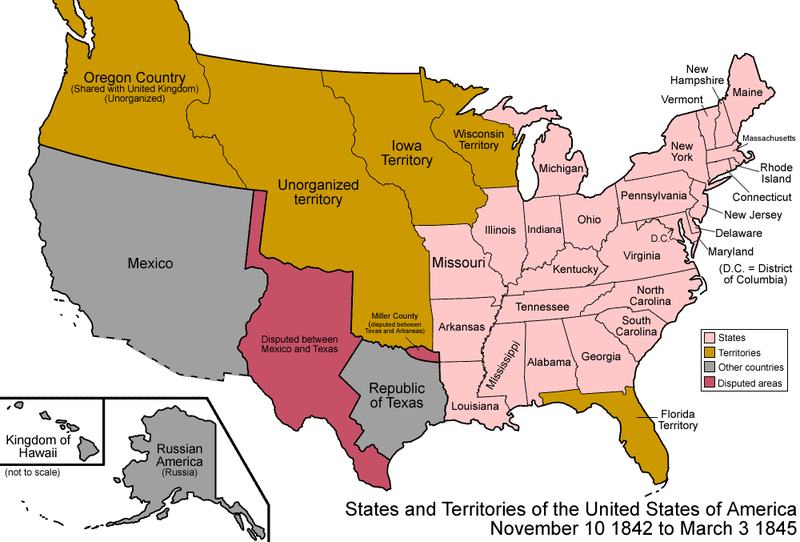 Oregon Country
(Shared with United Kingdom)
(Unorganized)
Unorganized
territory
Iowa
Territory
Wisconsin
Territory
Michigan
New
Hampshire
Vermont
Maine
Massachusetts
New
York
Rhode
Island
Connecticut
Pennsylvania
New Jersey
Delaware
Maryland
D.C.
(D.C. = District
of Columbia)
Illinois
Indiana
Ohio
Virginia
Mexico
Missouri
Kentucky
North
Carolina
Tennessee
South
Carolina
Arkansas
Miller County
(disputed between
Texas and Arkansas)
Disputed between
Mexico and Texas
Mississippi
Alabama
Georgia
Republic
of Texas
Louisiana
Florida
Territory
States
Territories
Other countries
Disputed areas
Kingdom of
Hawaii
(not to scale)
Russian
America
(Russia)
States and Territories of the United States of America
November 10 1842 to March 3 1845